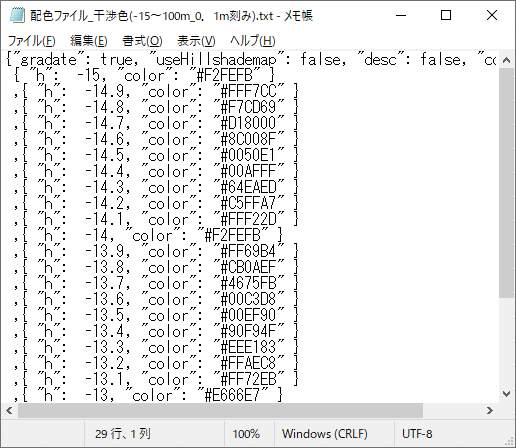 配色ファイル_干渉色(-15～100m_0．1m刻み).txt - メモ帳
ファイル(F) 編集(E) 書式(O) 表示(V) ヘルプ(H)
{"gradate": true, "useHillshademap": false, "desc": false, "co
{ "h": -15, "color": "#F2FEFB" }
,{ "h": -14.9, "color": "#FFF7CC" }
,{ "h": -14.8, "color": "#F7CD69" }
,{ "h": -14.7, "color": "#D18000" }
,{ "h": -14.6, "color": "#8C008F" }
,{ "h": -14.5, "color": "#0050E1" }
,{ "h": -14.4, "color": "#00AFFF" }
,{ "h": -14.3, "color": "#64EAED" }
,{ "h": -14.2, "color": "#C5FFA7" }
,{ "h": -14.1, "color": "#FFF22D" }
,{ "h": -14, "color": "#F2FEFB" }
,{ "h": -13.9, "color": "#FF69B4" }
,{ "h": -13.8, "color": "#CB0AEF" }
,{ "h": -13.7, "color": "#4675FB" }
,{ "h": -13.6, "color": "#00C3D8" }
,{ "h": -13.5, "color": "#00EF90" }
,{ "h": -13.4, "color": "#90F94F" }
,{ "h": -13.3, "color": "#EEE183" }
,{ "h": -13.2, "color": "#FFAEC8" }
,{ "h": -13.1, "color": "#FF72EB" }
,{ "h": -13, "color": "#E666E7" }
29 行、1 列 100% Windows (CRLF) UTF-8